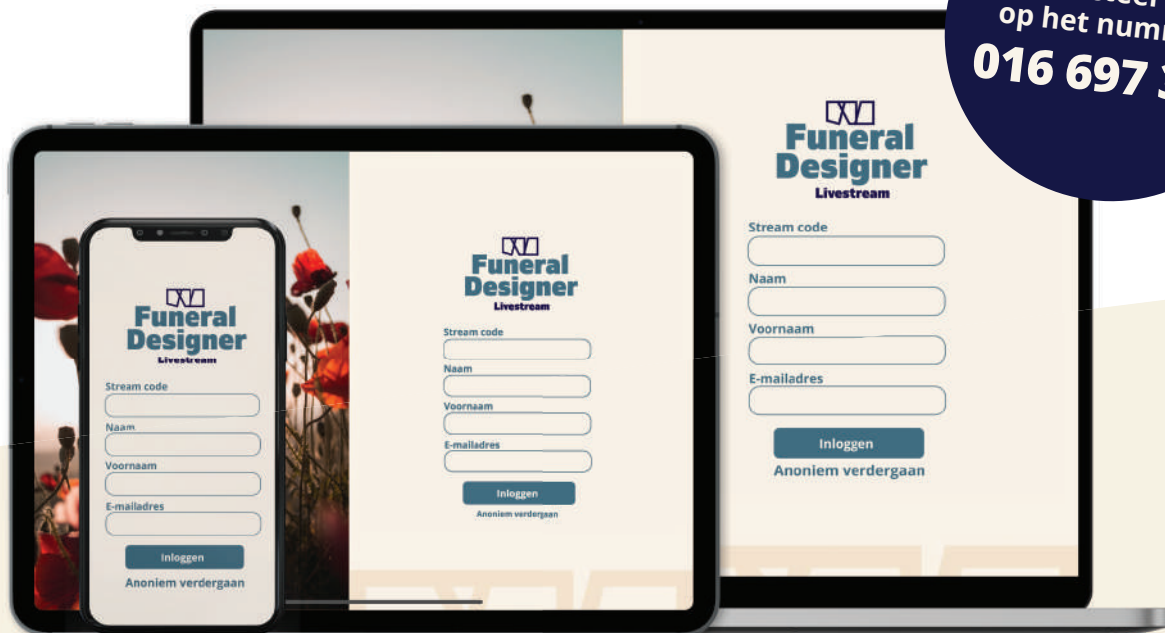 op het
016 697
Funeral
Designer
Livestream
Stream code
Naam
Voornaam
E-mailadres
Inloggen
Anoniem verdergaan
Funeral
Designer
Livestream
Stream code
Naam
Voornaam
E-mailadres
Inloggen
Anoniem verdergaan
Funeral
Designer
Livestream
Stream code
Naam
Voornaam
E-mailadres
Inloggen
Anoniem verdergaan